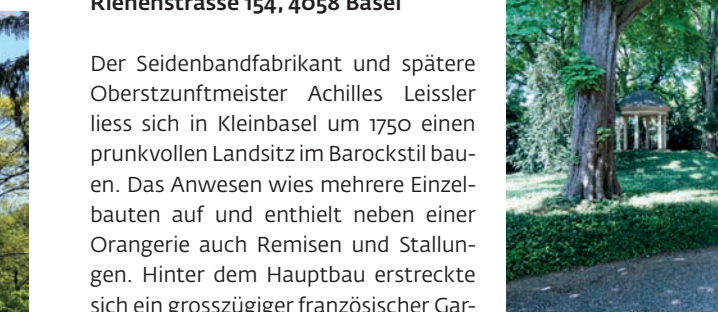 Riehenstrasse 154, 4058 Basel
Der Seidenbandfabrikant und spätere
Oberstzunftmeister Achilles Leissler
liess sich in Kleinbasel um 1750 einen
prunkvollen Landsitz im Barockstil bau-
en. Das Anwesen wies mehrere Einzel-
bauten auf und enthielt neben einer
Orangerie auch Remisen und Stallun-
gen. Hinter dem Hauptbau erstreckte
sich ein grosszügiger französischer Gar-